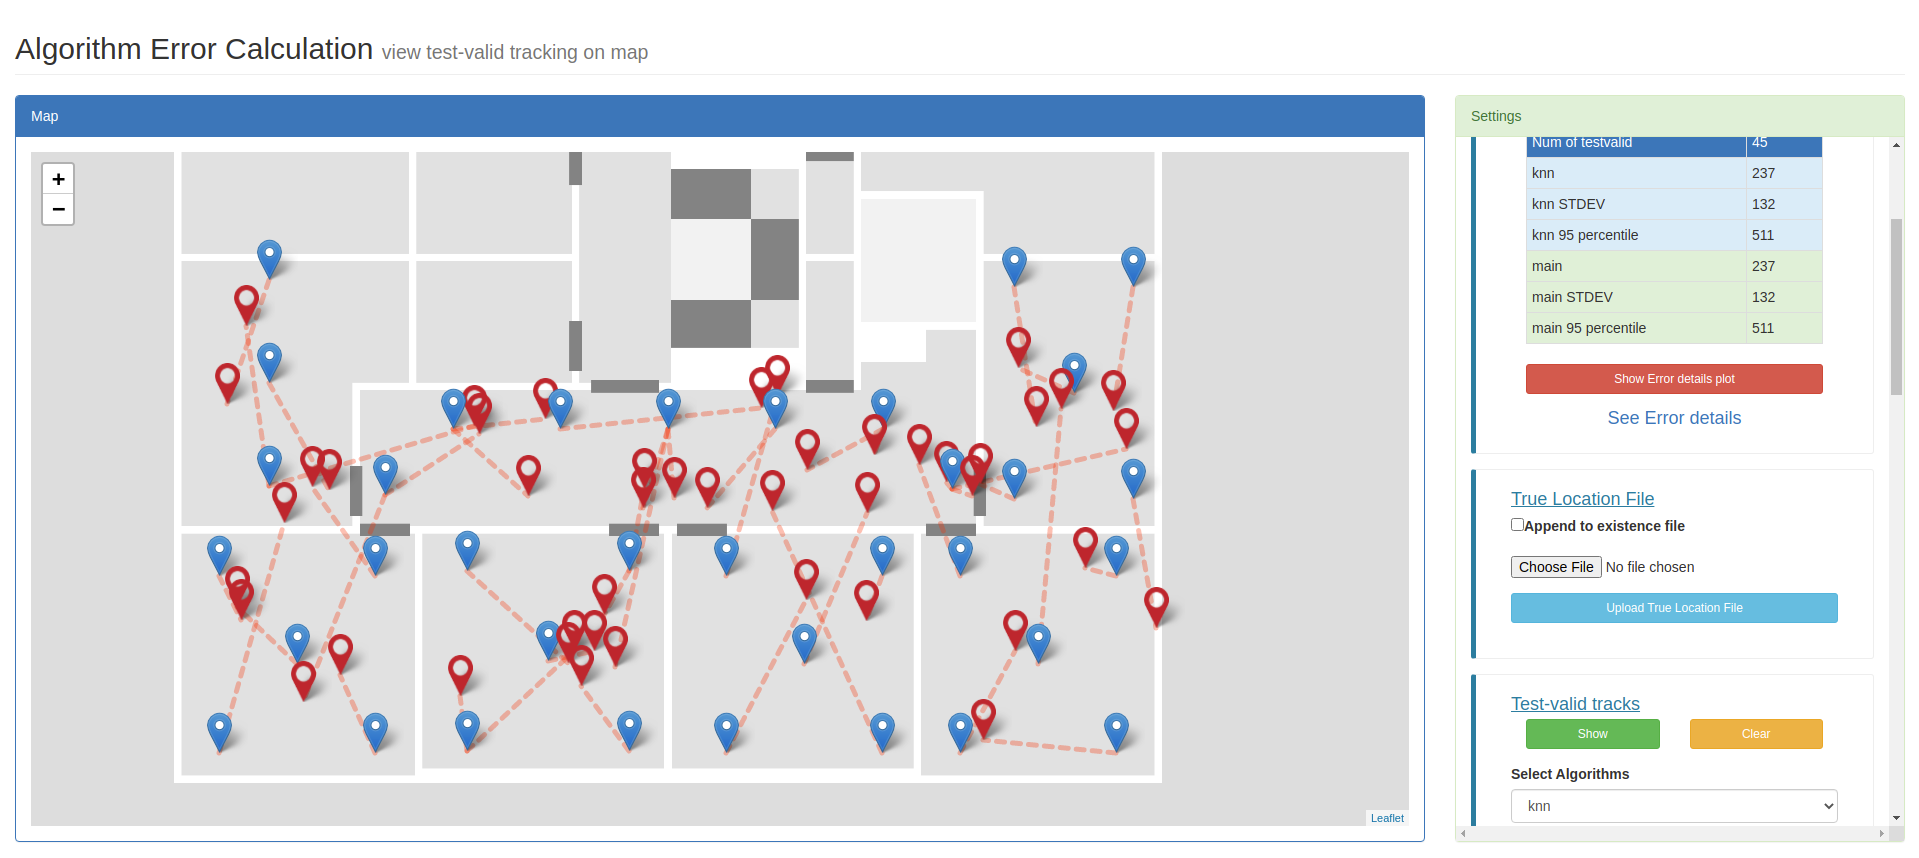 Algorithm Error Calculation view test-valid tracking on map
Map
+
−
Leaflet
Settings
Num of testvalid 45
knn 237
knn STDEV 132
knn 95 percentile 511
main 237
main STDEV 132
main 95 percentile 511
Show Error details plot
See Error details
True Location File
Append to existence file
Choose File No file chosen
Upload True Location File
Test-valid tracks
Show Clear
Select Algorithms
knn